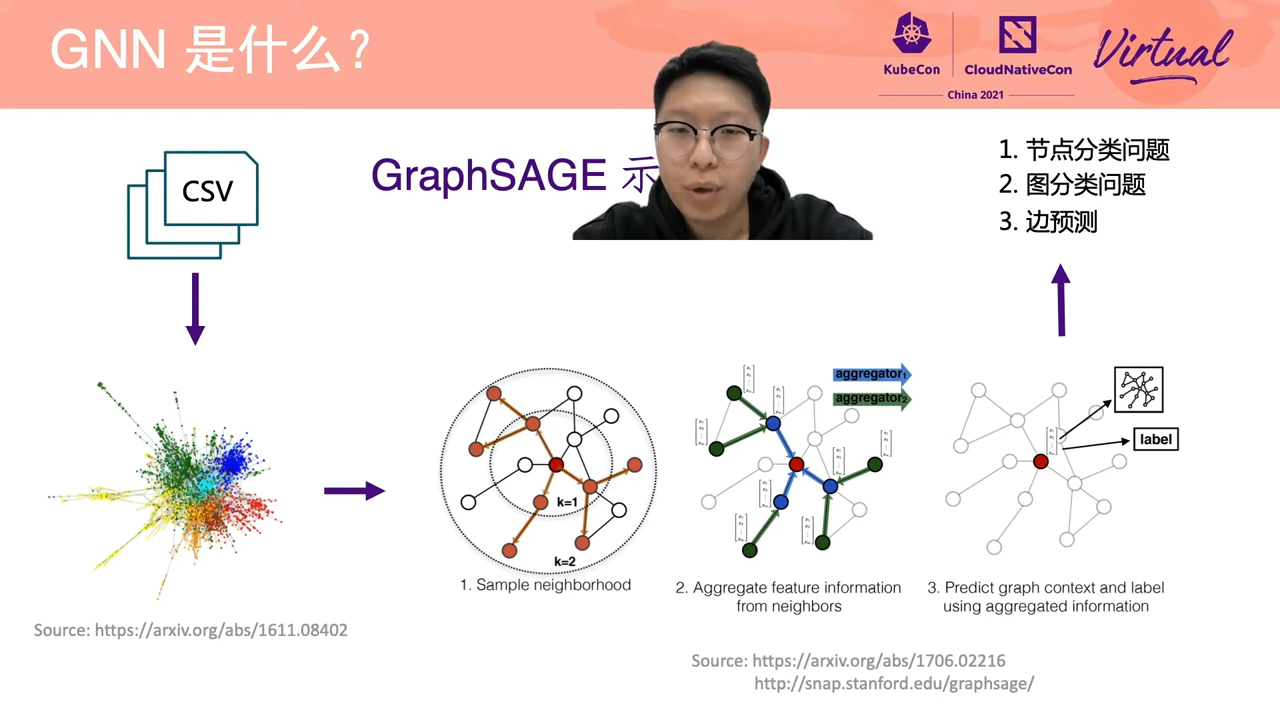 GNN 是什么？
KubeCon
CloudNativeCon
Virtual
China 2021
CSV
GraphSAGE 示
1. 节点分类问题
2. 图分类问题
3. 边预测
aggregator1
aggregator2
label
k=1
k=2
1. Sample neighborhood
2. Aggregate feature information
from neighbors
3. Predict graph context and label
using aggregated information
Source: https://arxiv.org/abs/1611.08402
Source: https://arxiv.org/abs/1706.02216
http://snap.stanford.edu/graphsage/